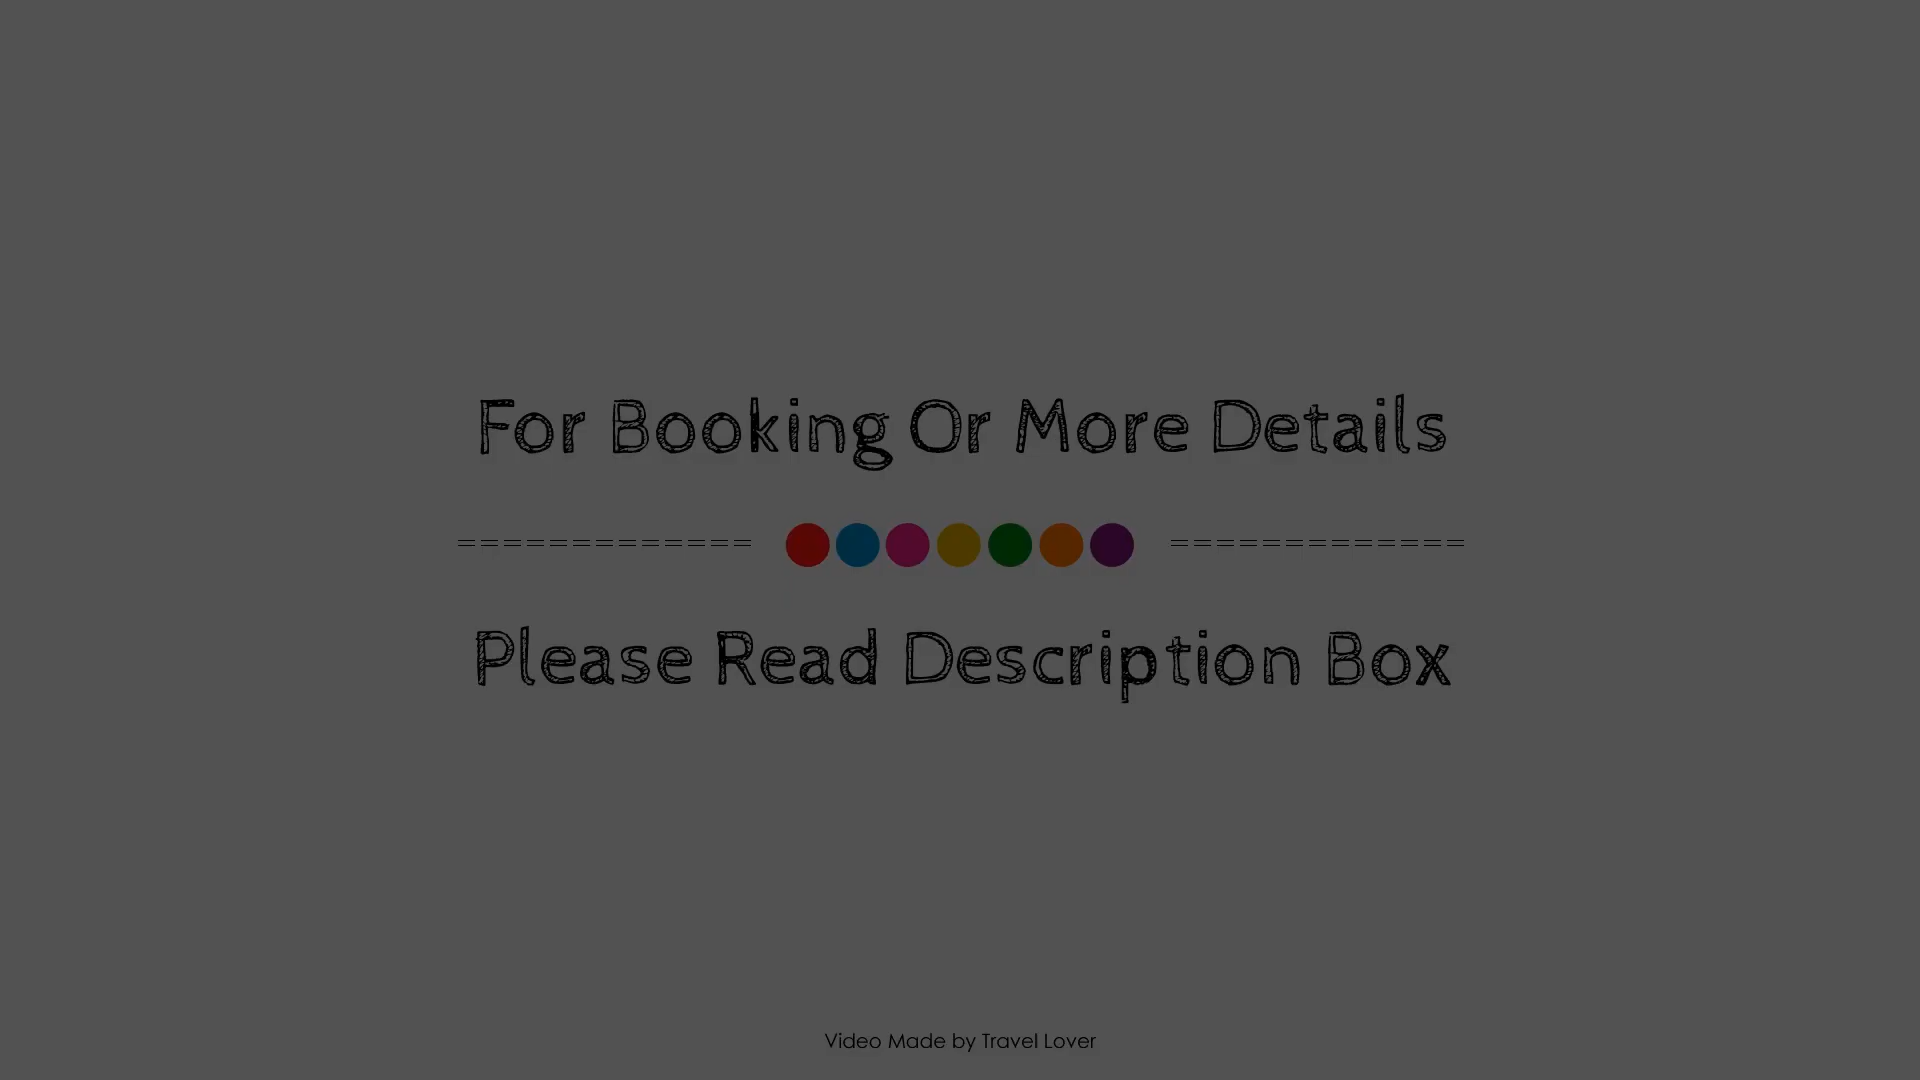 For Booking Or More Details
============= =============
Please Read Description Box
Video Made by Travel Lover